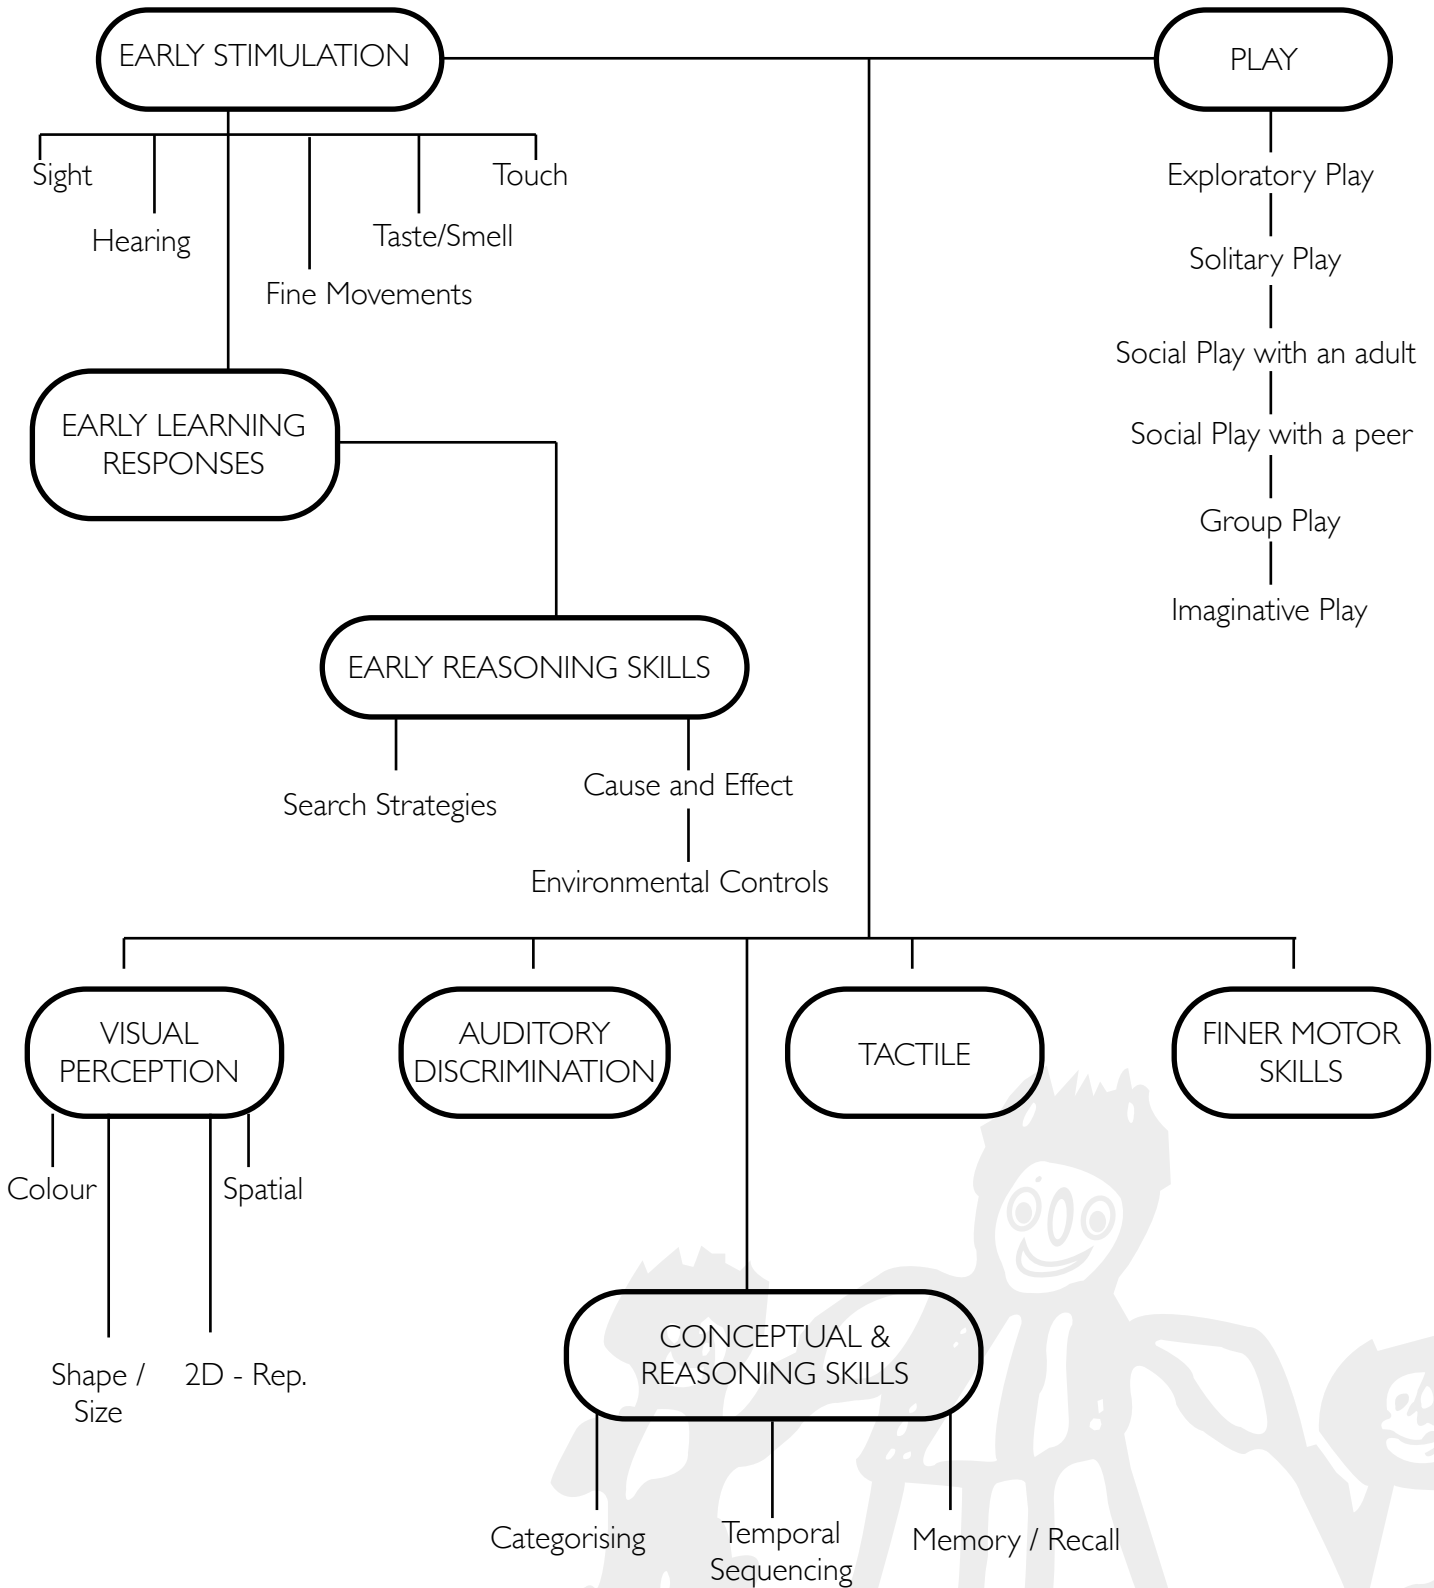 EARLY STIMULATION
PLAY
Sight
Touch
Exploratory Play
Hearing
Taste/Smell
Solitary Play
Fine Movements
Social Play with an adult
EARLY LEARNING
RESPONSES
Social Play with a peer
Group Play
Imaginative Play
EARLY REASONING SKILLS
Search Strategies
Cause and Effect
Environmental Controls
VISUAL
PERCEPTION
AUDITORY
DISCRIMINATION
TACTILE
FINER MOTOR
SKILLS
Colour
Spatial
Shape /
Size
2D - Rep.
CONCEPTUAL &
REASONING SKILLS
Categorising
Temporal
Sequencing
Memory / Recall